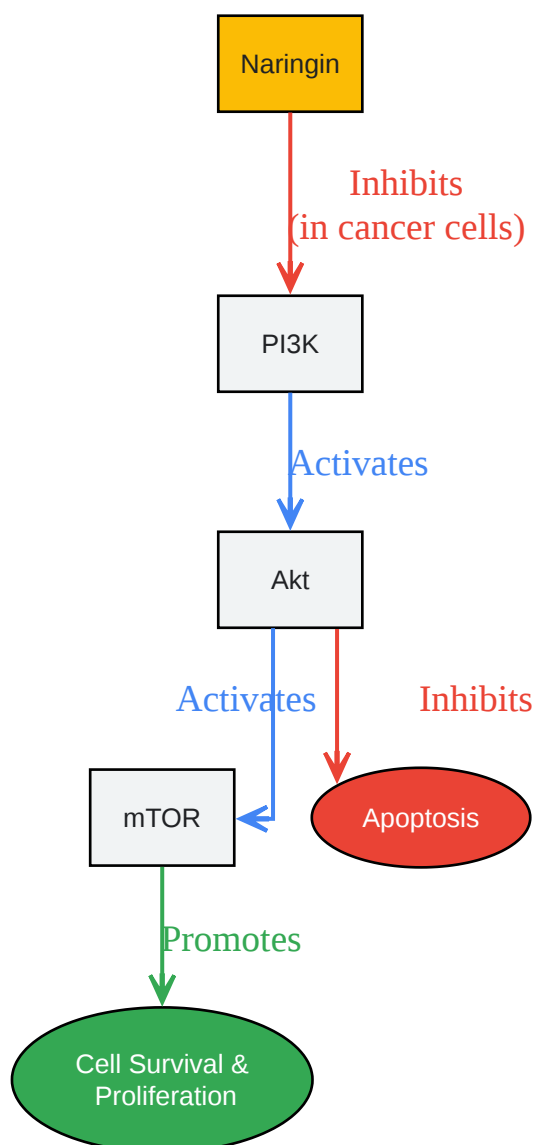 Naringin
Inhibits
(in cancer cells)
PI3K
Activates
Akt
Activates
Inhibits
mTOR
Apoptosis
Promotes
Cell Survival &
Proliferation